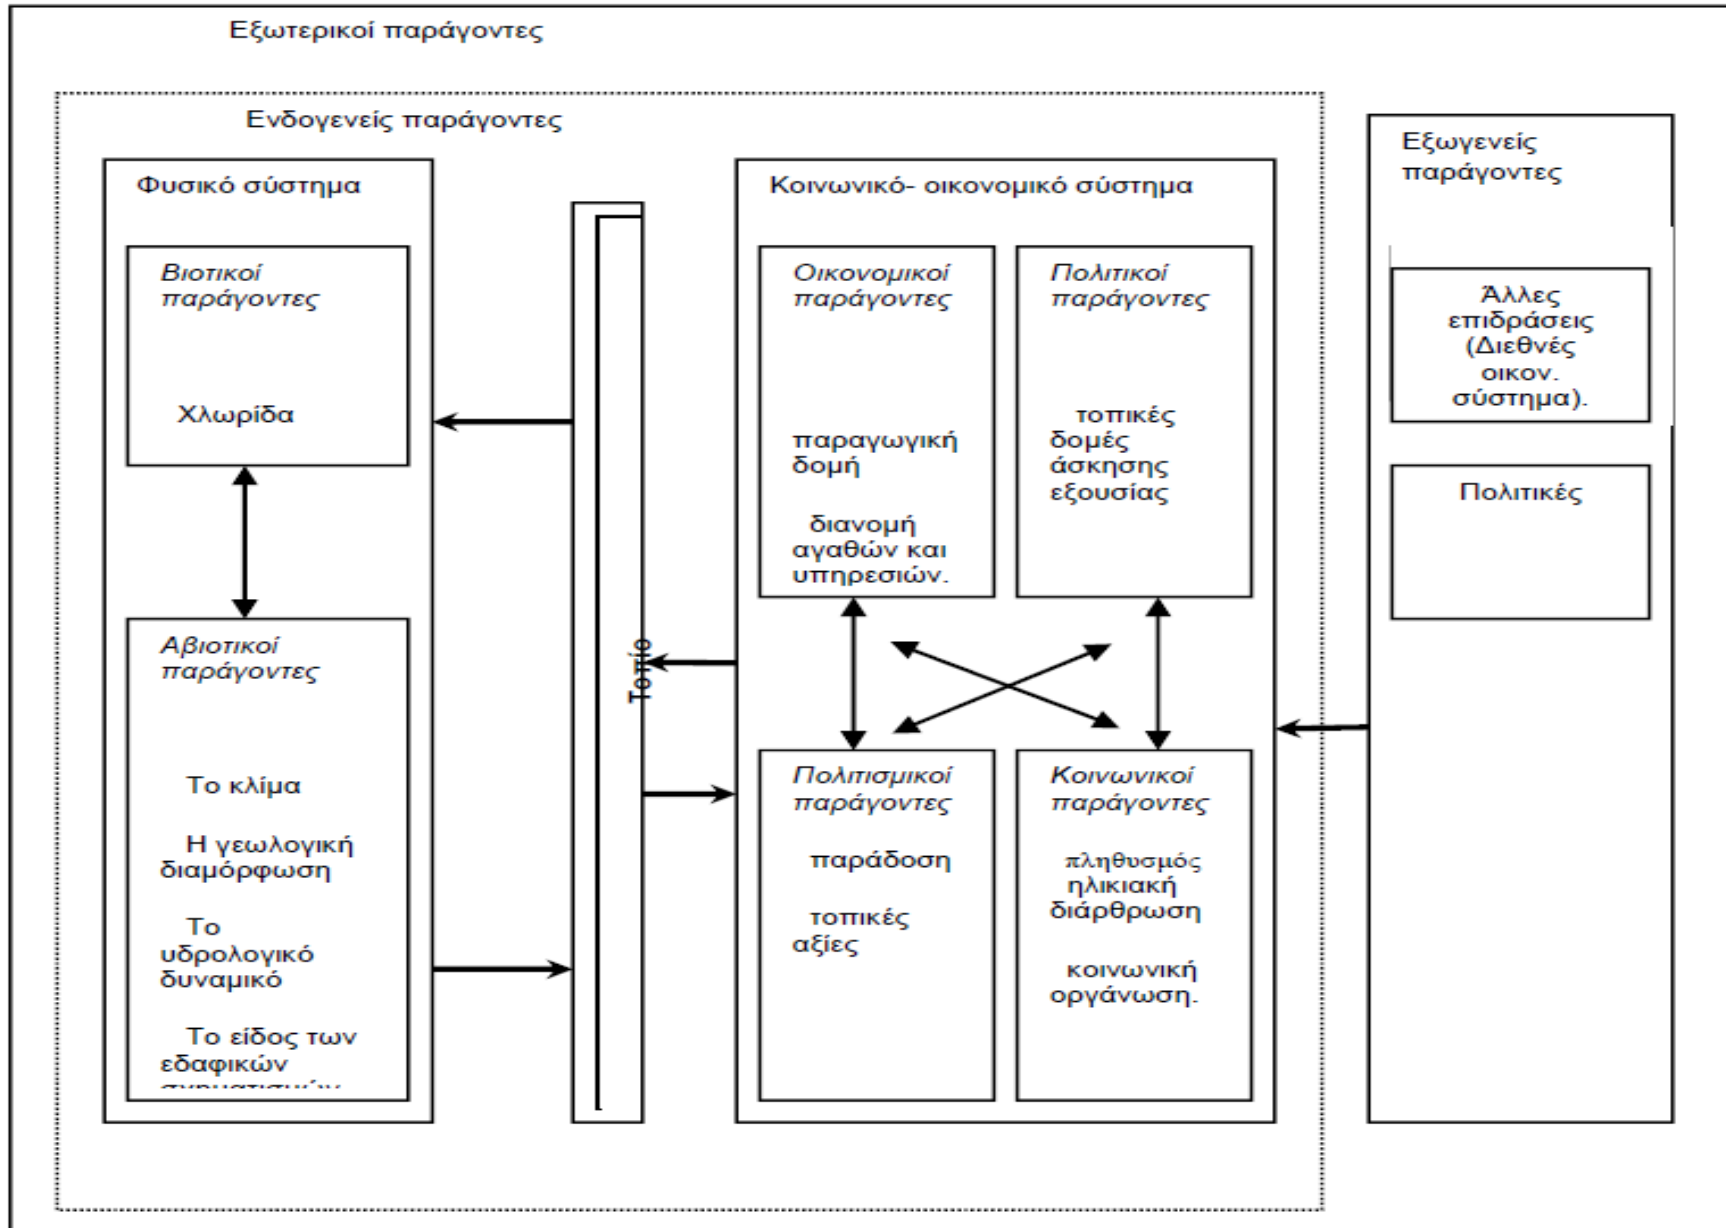 Εξωτερικοί παράγοντες
Ενδογενείς παράγοντες
Φυσικό σύστημα
Βιοτικοί
παράγοντες
Χλωρίδα
Αβιοτικοί
παράγοντες
Το κλίμα
Η γεωλογική
διαμόρφωση
Το
υδρολογικό
δυναμικό
Το είδος των
εδαφικών
Τοπίο
Κοινωνικό- οικονομικό σύστημα
Οικονομικοί
παράγοντες
παραγωγική
δομή
διανομή
αγαθών και
υπηρεσιών.
Πολιτικοί
παράγοντες
τοπικές
δομές
άσκησης
εξουσίας
Πολιτισμικοί
παράγοντες
παράδοση
τοπικές
αξίες
Κοινωνικοί
παράγοντες
πληθυσμός
ηλικιακή
διάρθρωση
κοινωνική
οργάνωση.
Εξωγενείς
παράγοντες
Άλλες
επιδράσεις
(Διεθνές
οικον.
σύστημα).
Πολιτικές